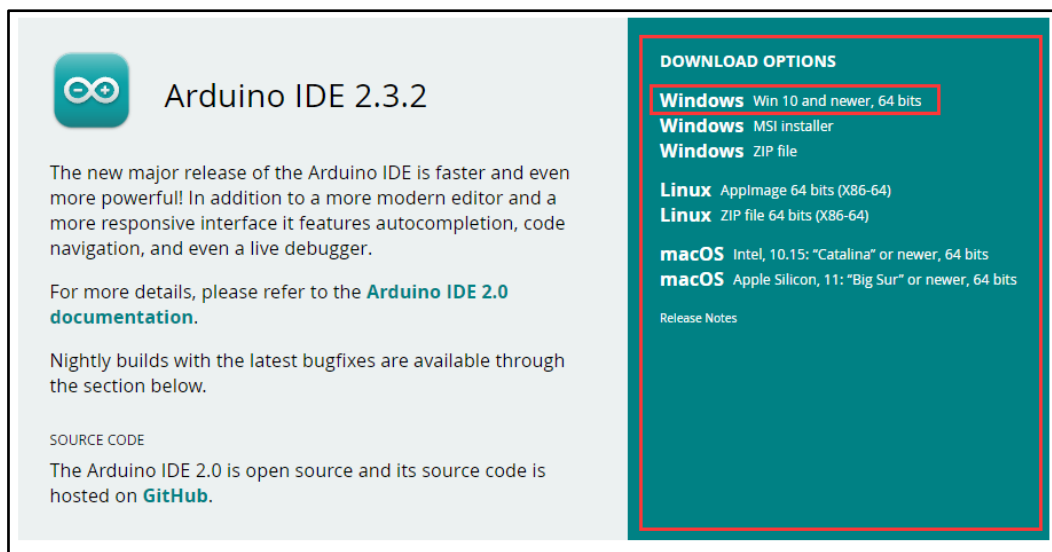 Arduino IDE 2.3.2
The new major release of the Arduino IDE is faster and even
more powerful! In addition to a more modern editor and a
more responsive interface it features autocompletion, code
navigation, and even a live debugger.
For more details, please refer to the Arduino IDE 2.0
documentation.
Nightly builds with the latest bugfixes are available through
the section below.
SOURCE CODE
The Arduino IDE 2.0 is open source and its source code is
hosted on GitHub.
DOWNLOAD OPTIONS
Windows Win 10 and newer, 64 bits
Windows MSI installer
Windows ZIP file
Linux AppImage 64 bits (X86-64)
Linux ZIP file 64 bits (X86-64)
macOS Intel, 10.15: “Catalina” or newer, 64 bits
macOS Apple Silicon, 11: “Big Sur” or newer, 64 bits
Release Notes